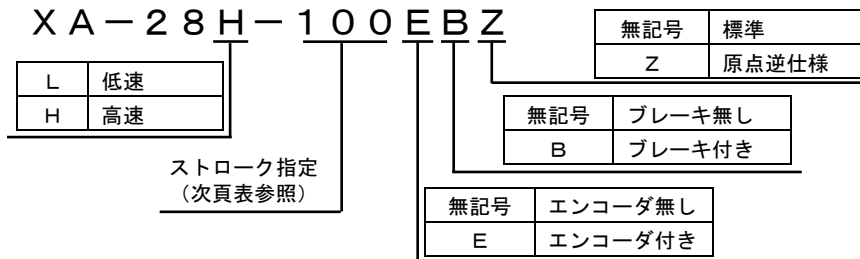 XA－28H－100EBZ
無記号 標準
Z 原点逆仕様
L 低速
H 高速
無記号 ブレーキ無し
B ブレーキ付き
ストローク指定
（次頁表参照）
無記号 エンコーダ無し
E エンコーダ付き